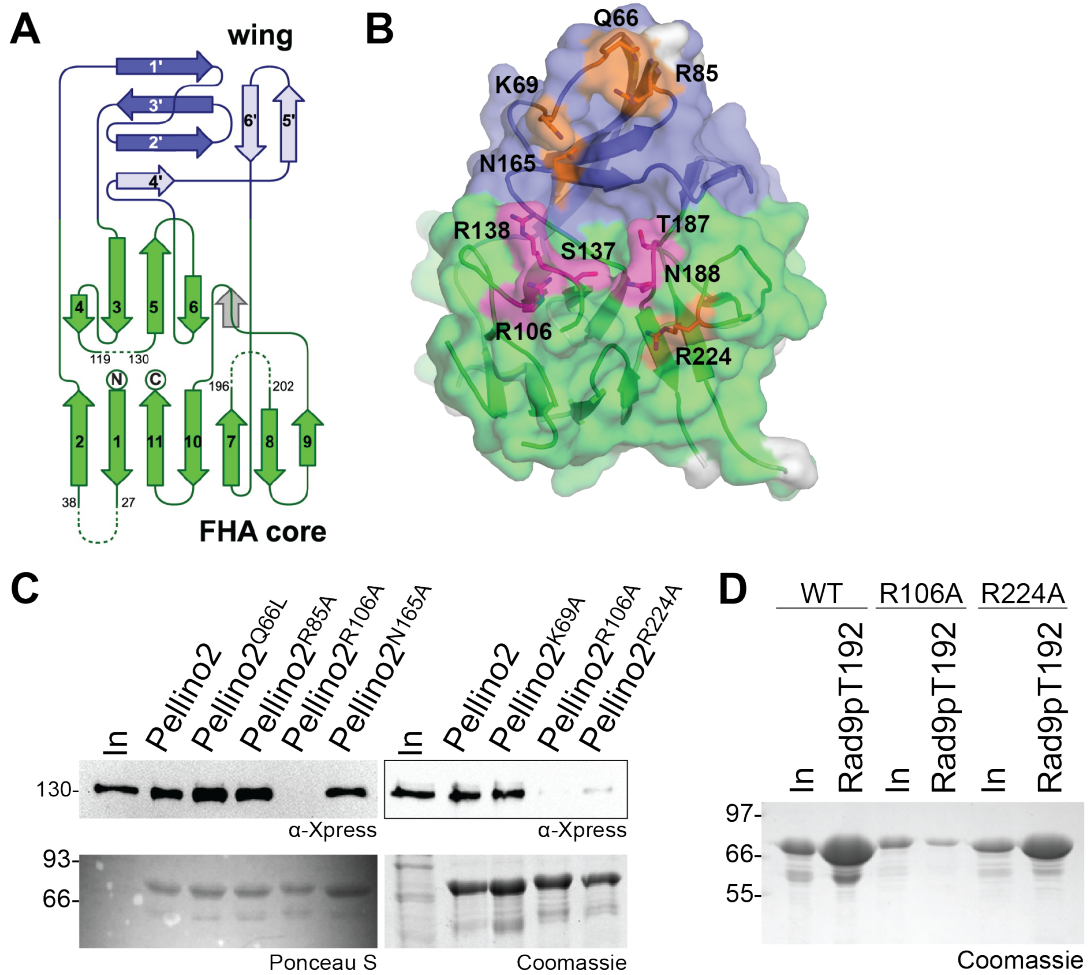 A
wing
1'
3'
2'
4'
6'
5'
4
3
5
6
119
130
N
C
196
202
2
1
11
10
7
8
9
38
27
FHA core
B
Q66
R85
K69
N165
R138
S137
T187
N188
R106
R224
C
In
Pellino2
Pellino2Q66L
Pellino2R85A
Pellino2R106A
Pellino2N165A
In
Pellino2
Pellino2K69A
Pellino2R106A
Pellino2R224A
130-
α-Xpress
α-Xpress
93-
66-
Ponceau S
Coomassie
D
WT R106A R224A
In
Rad9pT192
In
Rad9pT192
In
Rad9pT192
97-
66-
55-
Coomassie